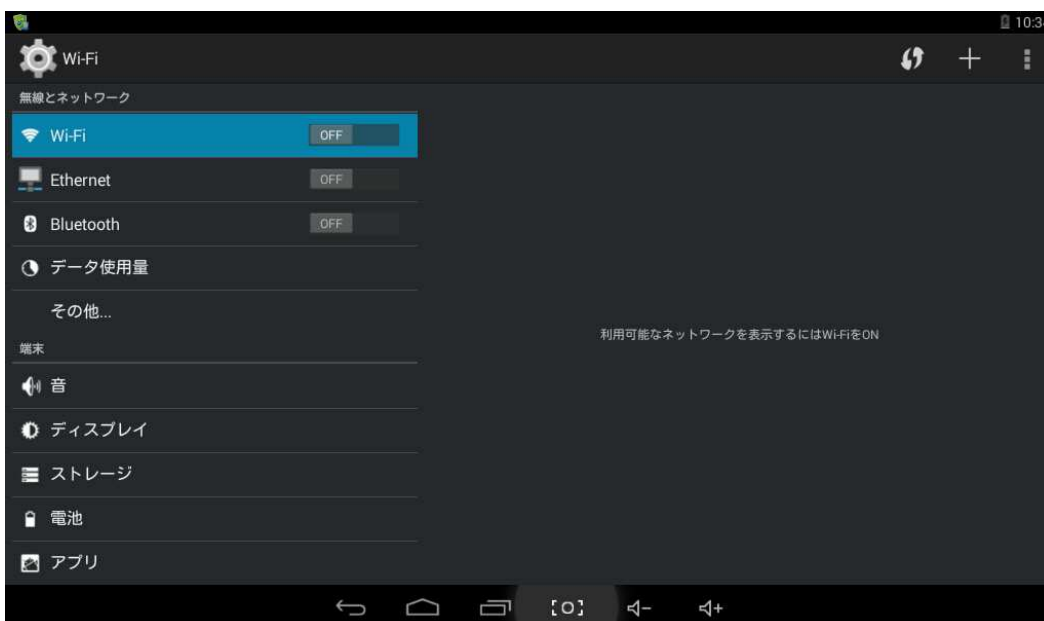 10:3
Wi-Fi
無線とネットワーク
Wi-Fi OFF
Ethernet OFF
Bluetooth OFF
データ使用量
その他...
端末
音
ディスプレイ
ストレージ
電池
アプリ
利用可能なネットワークを表示するにはWi-FiをON